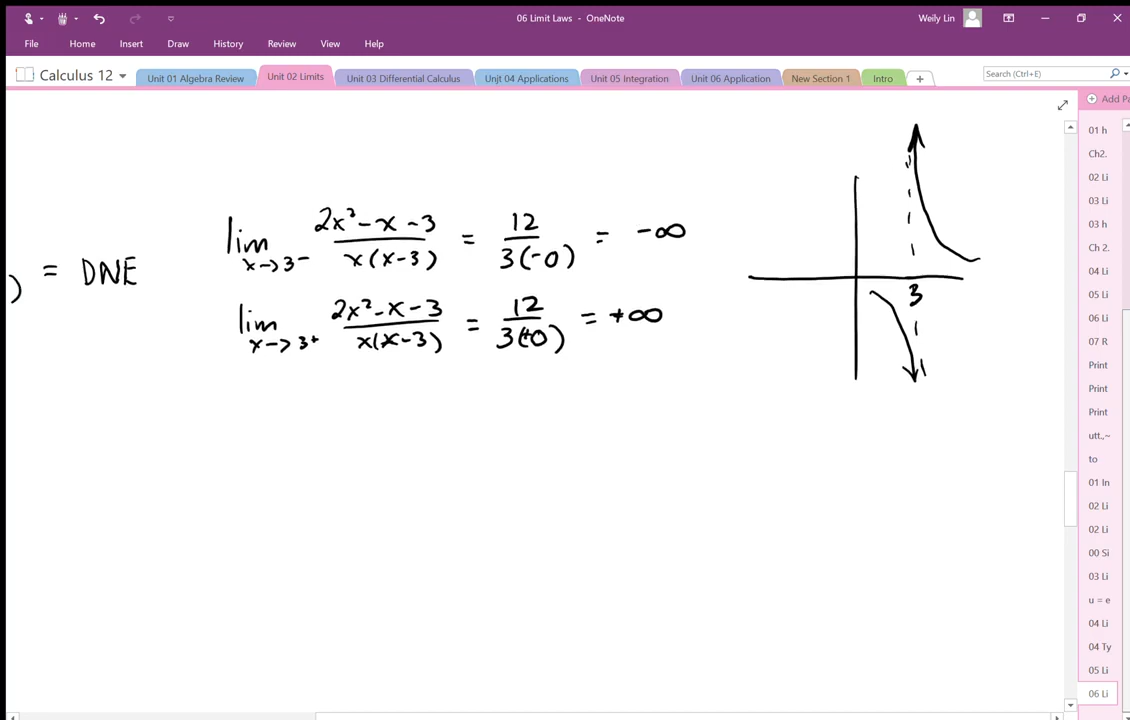 06 Limit Laws - OneNote
Weily Lin
File Home Insert Draw History Review View Help
Calculus 12
Unit 01 Algebra Review
Unit 02 Limits
Unit 03 Differential Calculus
Unit 04 Applications
Unit 05 Integration
Unit 06 Application
New Section 1
Intro
+
Search (Ctrl+E)
) = DNE
lim x→3⁻ (2x² - x - 3)/(x(x-3)) = 12/(3(-0)) = -∞
lim x→3⁺ (2x² - x - 3)/(x(x-3)) = 12/(3(+0)) = +∞
3
Add Pa
01 h
Ch2.
02 Li
03 Li
03 h
Ch 2.
04 Li
05 Li
06 Li
07 R
Print
Print
Print
utt.,~
to
01 In
02 Li
02 Li
00 Si
03 Li
u = e
04 Li
04 Ty
05 Li
06 Li